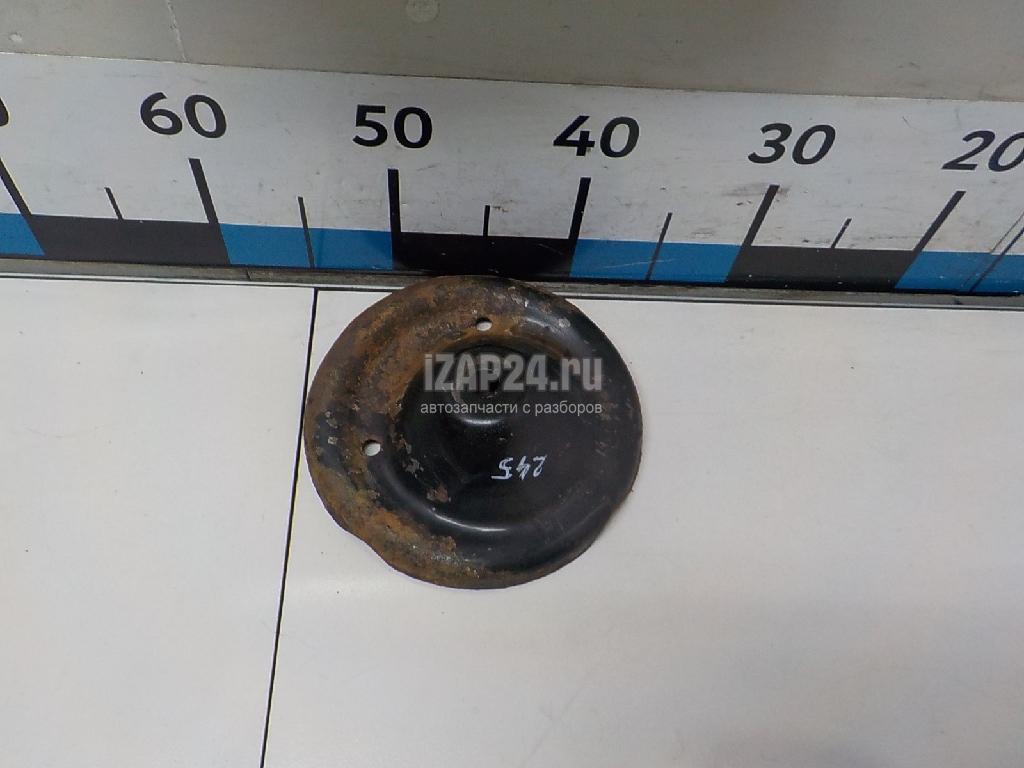 60 50 40 30 20
iZAP24.ru
автозапчасти с разборов
245